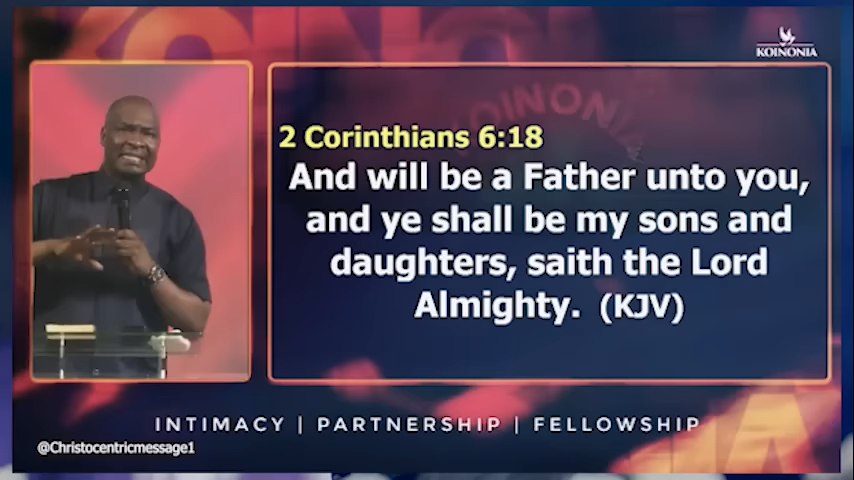 KOINONIA
KOINONIA
2 Corinthians 6:18
And will be a Father unto you,
and ye shall be my sons and
daughters, saith the Lord
Almighty. (KJV)
INTIMACY | PARTNERSHIP | FELLOWSHIP
@Christocentricmessage1